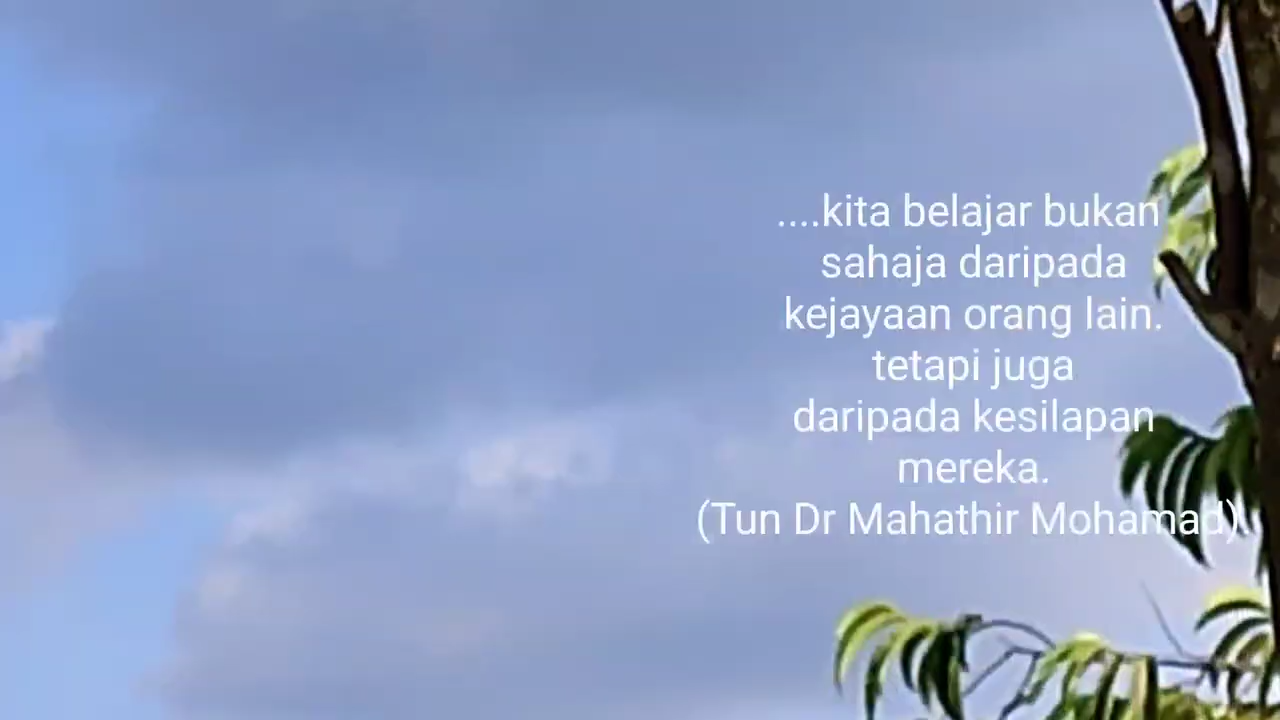 ....kita belajar bukan
sahaja daripada
kejayaan orang lain.
tetapi juga
daripada kesilapan
mereka.
(Tun Dr Mahathir Mohamad)